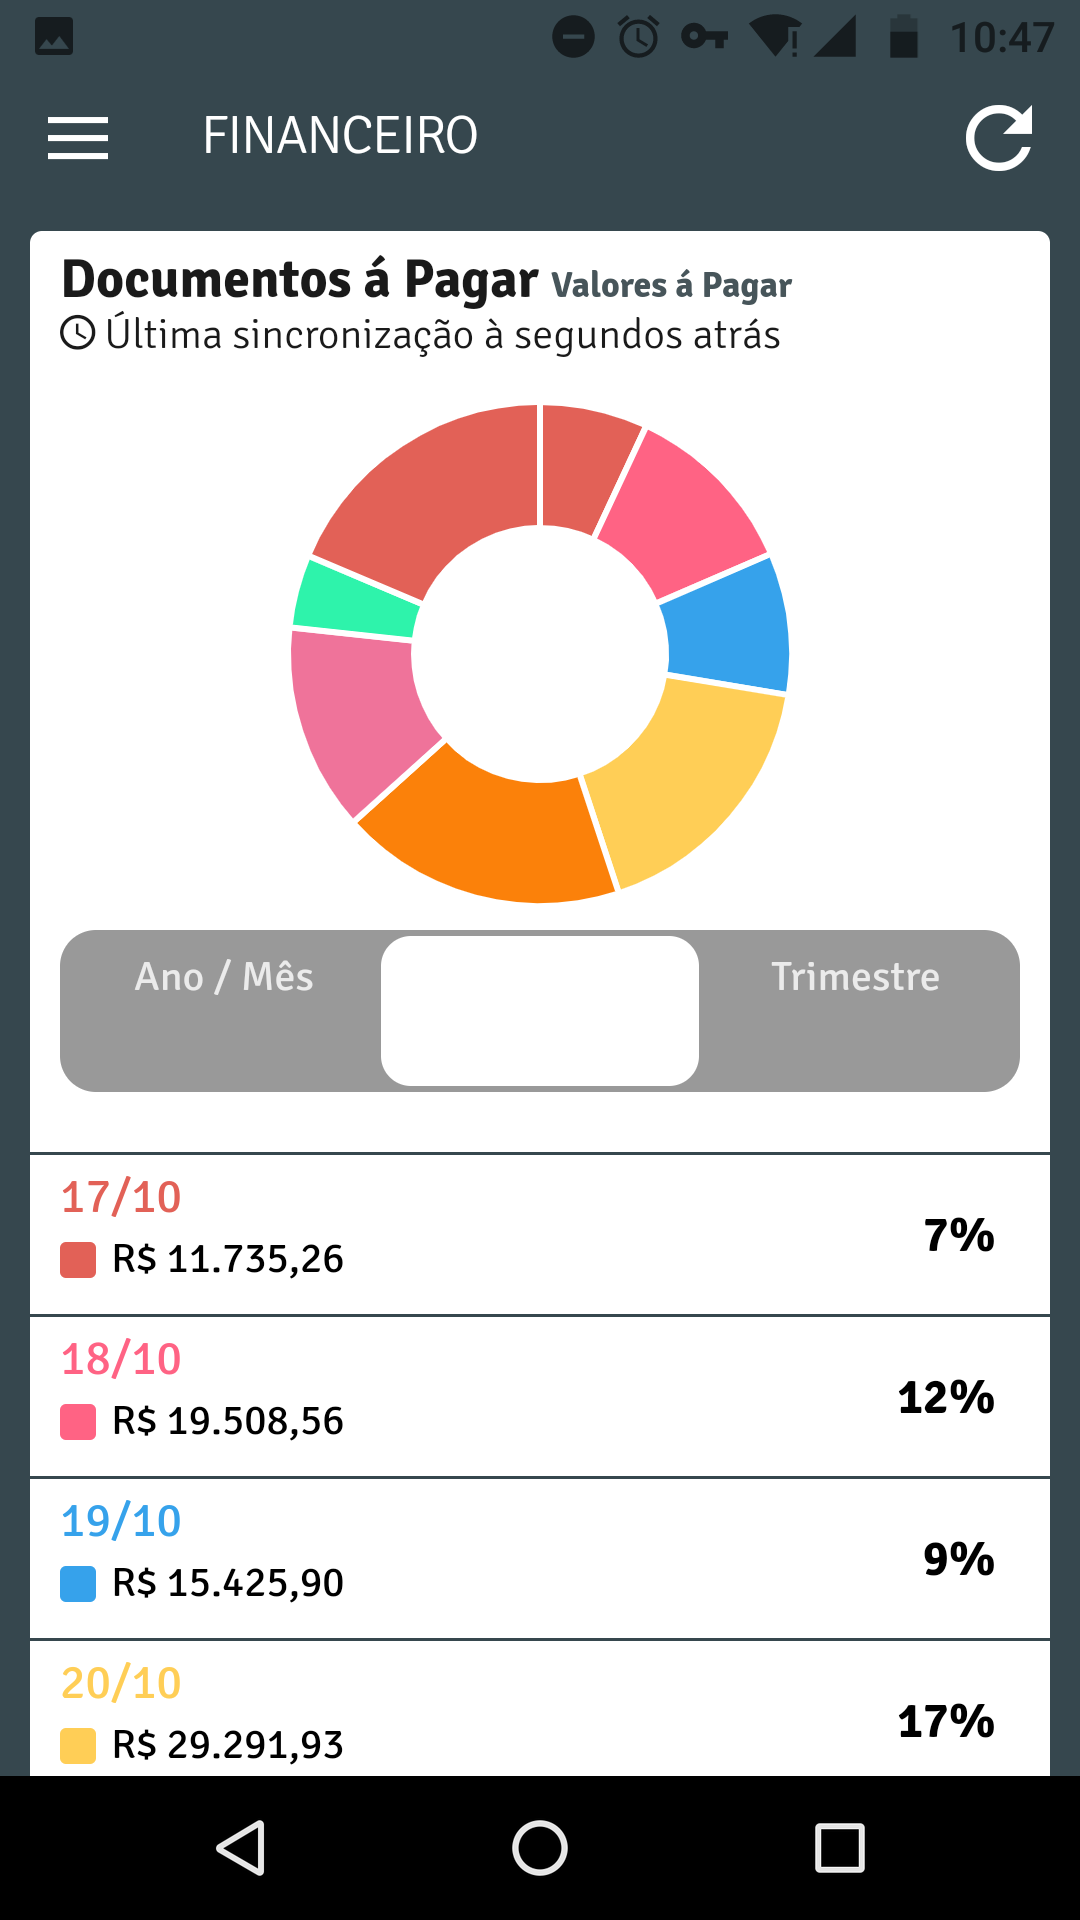 10:47
FINANCEIRO
Documentos á Pagar Valores á Pagar
Última sincronização à segundos atrás
Ano / Mês Trimestre
17/10
7%
R$ 11.735,26
18/10
12%
R$ 19.508,56
19/10
9%
R$ 15.425,90
20/10
17%
R$ 29.291,93